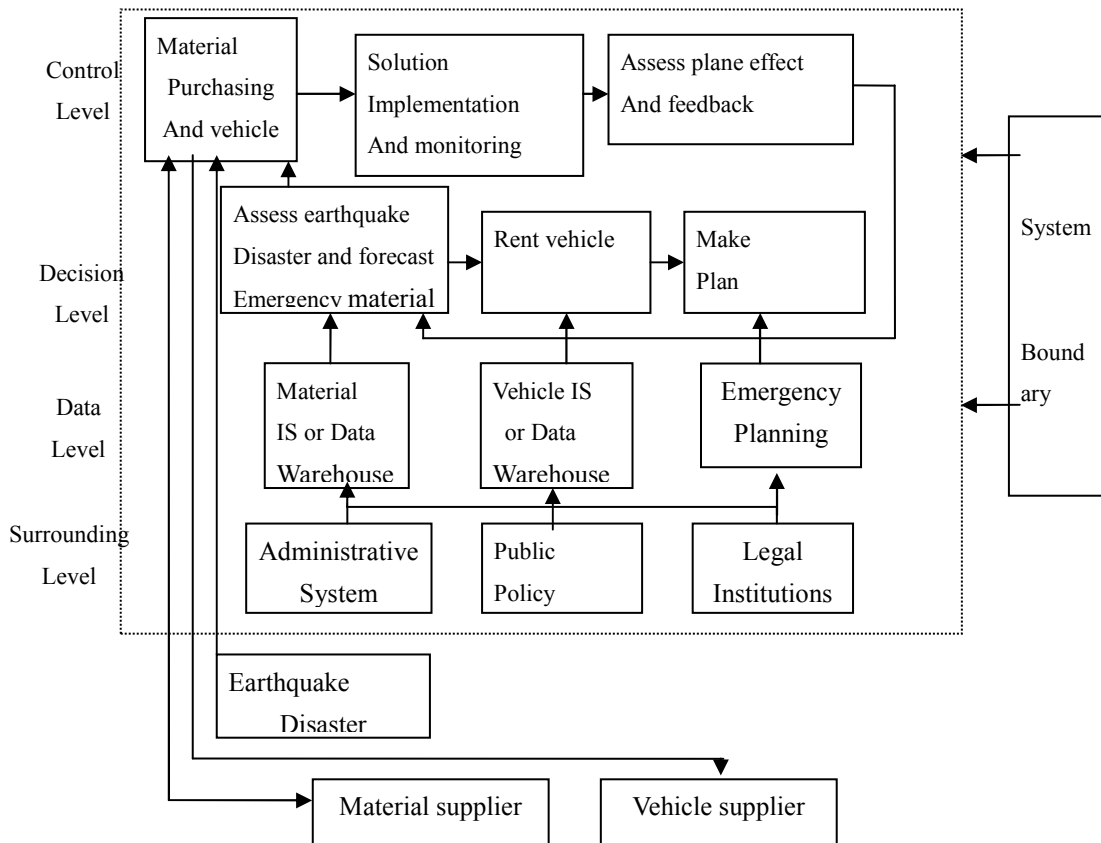 Control
Level
Material
Purchasing
And vehicle
Solution
Implementation
And monitoring
Assess plane effect
And feedback
Decision
Level
Assess earthquake
Disaster and forecast
Emergency material
Rent vehicle
Make
Plan
Data
Level
Material
IS or Data
Warehouse
Vehicle IS
or Data
Warehouse
Emergency
Planning
Surrounding
Level
Administrative
System
Public
Policy
Legal
Institutions
System
Bound
ary
Earthquake
Disaster
Material supplier
Vehicle supplier